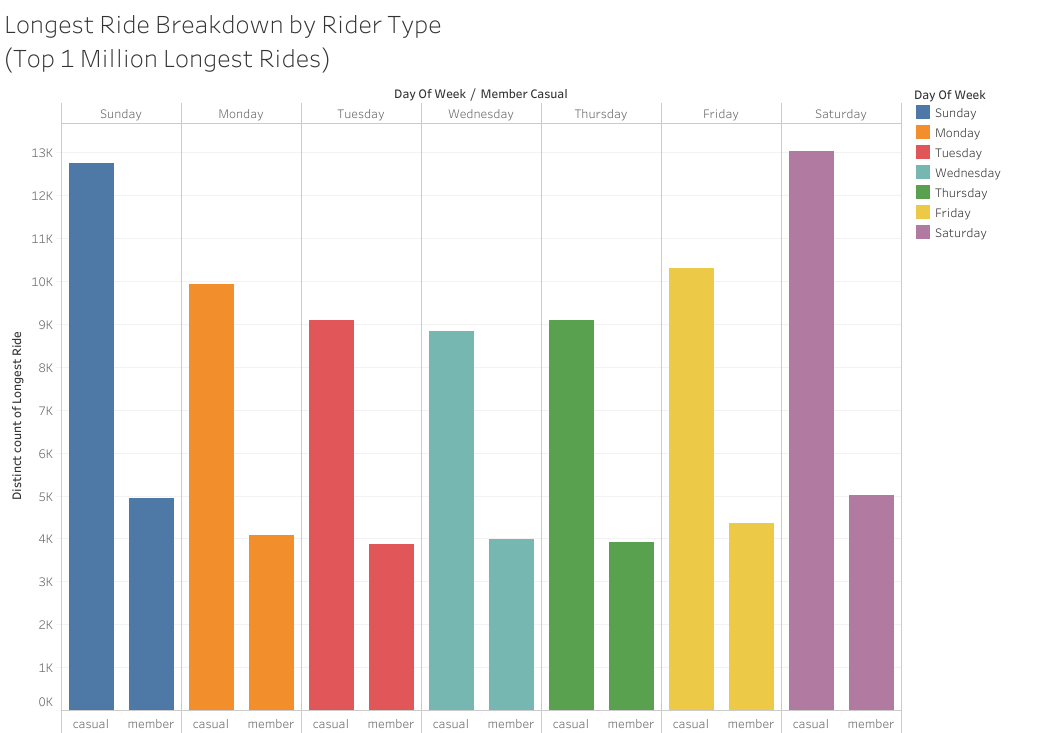 Longest Ride Breakdown by Rider Type
(Top 1 Million Longest Rides)
Day Of Week / Member Casual
Sunday Monday Tuesday Wednesday Thursday Friday Saturday
Day Of Week
Sunday
Monday
Tuesday
Wednesday
Thursday
Friday
Saturday
Distinct count of Longest Ride
13K
12K
11K
10K
9K
8K
7K
6K
5K
4K
3K
2K
1K
0K
casual member casual member casual member casual member casual member casual member casual member